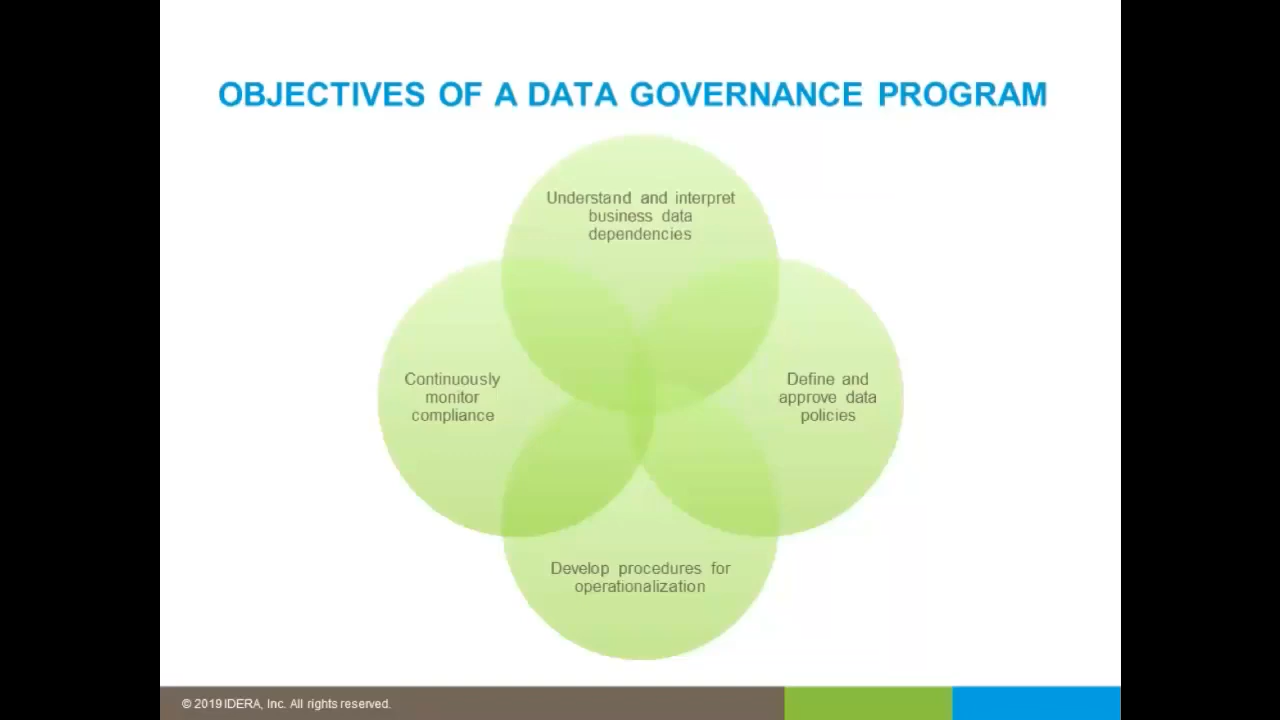 OBJECTIVES OF A DATA GOVERNANCE PROGRAM
Understand and interpret
business data
dependencies
Continuously
monitor
compliance
Define and
approve data
policies
Develop procedures for
operationalization
© 2019 IDERA, Inc. All rights reserved.